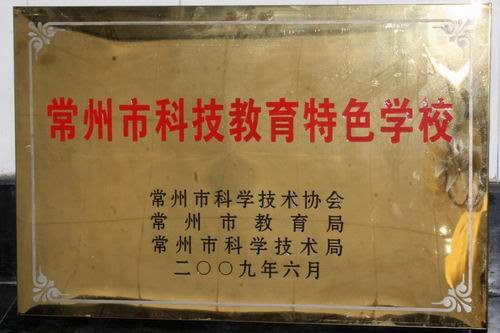 常州市科技教育特色学校
常州市科学技术协会
常州市教育局
常州市科学技术局
二〇〇九年六月